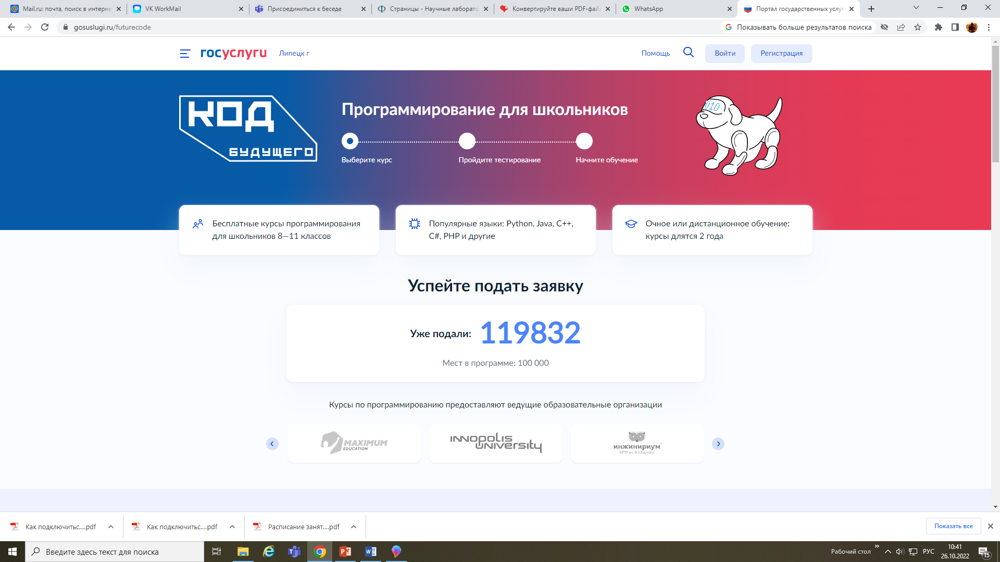 Mail.ru: почта, поиск в интерне
VK WorkMail
Присоединиться к беседе
Страницы - Научные лаборато
Конвертируйте ваши PDF-фай
WhatsApp
Портал государственных услуг
gosuslugi.ru/futurecode
Показывать больше результатов поиска
госуслуги
Липецк г
Помощь
Войти
Регистрация
КОД
БУДУЩЕГО
Программирование для школьников
010
Выберите курс
Пройдите тестирование
Начните обучение
Бесплатные курсы программирования
для школьников 8—11 классов
Популярные языки: Python, Java, C++,
C#, PHP и другие
Очное или дистанционное обучение:
курсы длятся 2 года
Успейте подать заявку
Уже подали: 119832
Мест в программе: 100 000
Курсы по программированию предоставляют ведущие образовательные организации
MAXIMUM
EDUCATION
INNOPOLIS
UNIVERSITY
инжинириум
МГТУ им. Н.Э. Баумана
Как подключитьс....pdf
Как подключитьс....pdf
Расписание занят....pdf
Показать все
Введите здесь текст для поиска
Рабочий стол
РУС
10:41
26.10.2022
15